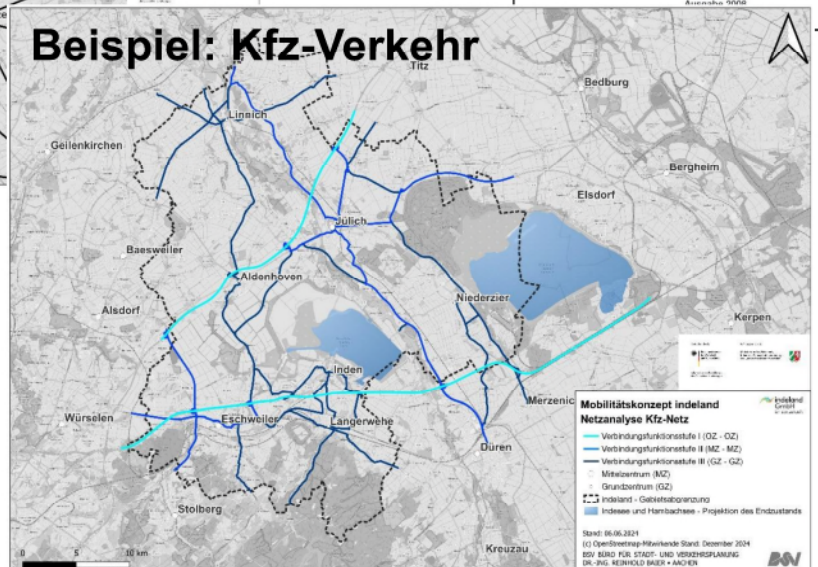 Ausgabe 2008
Beispiel: Kfz-Verkehr
Titz
Bedburg
Linnich
Geilenkirchen
Bergheim
Elsdorf
Jülich
Baesweiler
Aldenhoven
Alsdorf
Niederzier
Kerpen
Inden
Merzenic
Würselen
Eschweiler
Langerwehe
Düren
Stolberg
Kreuzau
0 5 10 km
Mobilitätskonzept indeland
Netzanalyse Kfz-Netz
indeland
GmbH
Verbindungsfunktionsstufe I (OZ - OZ)
Verbindungsfunktionsstufe II (MZ - MZ)
Verbindungsfunktionsstufe III (GZ - GZ)
Mittelzentrum (MZ)
Grundzentrum (GZ)
indeland - Gebietsabgrenzung
Indesee und Hambachsee - Projektion des Endzustands
Stand: 06.06.2024
(c) OpenStreetmap-Mitwirkende Stand: Dezember 2024
BSV BÜRO FÜR STADT- UND VERKEHRSPLANUNG
DR.-ING. REINHOLD BAIER • AACHEN
BSV